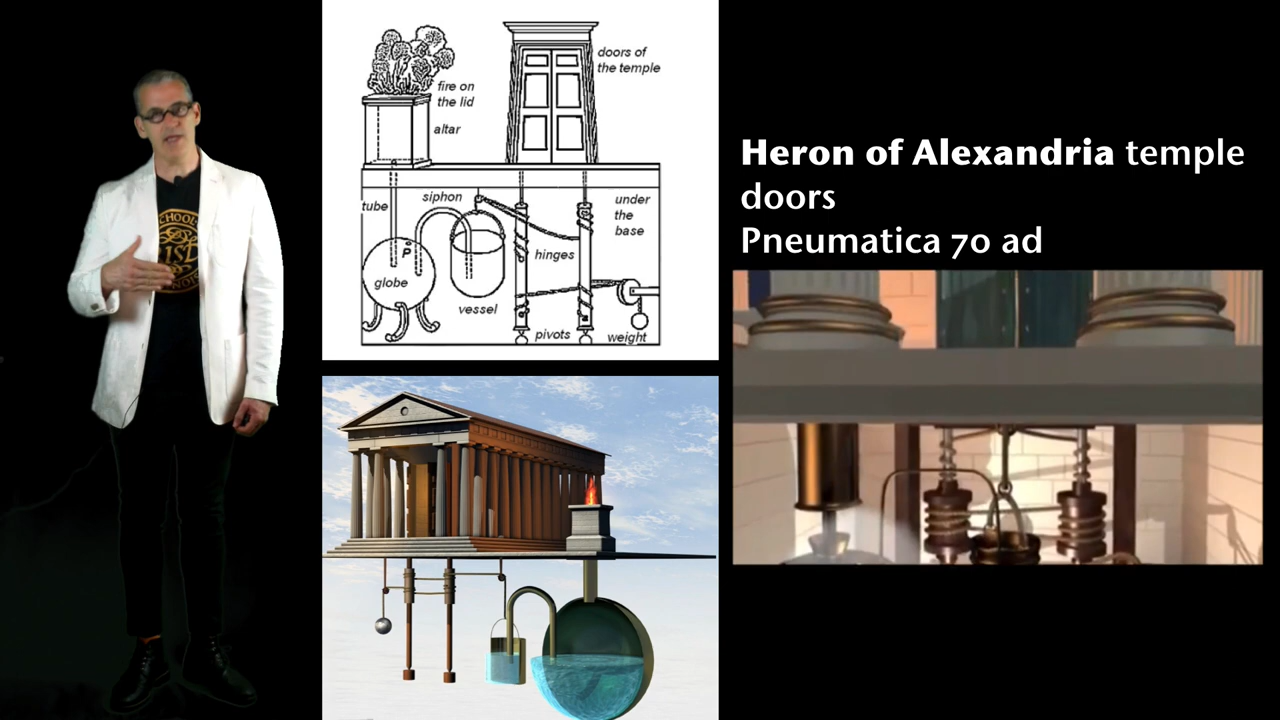 SCHOOL
doors of
the temple
fire on
the lid
altar
tube
siphon
under
the
base
P
globe
hinges
vessel
pivots
weight
Heron of Alexandria temple
doors
Pneumatica 70 ad